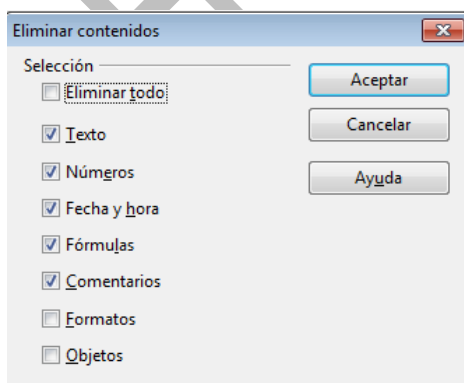 Eliminar contenidos
Selección
Eliminar todo
Texto
Números
Fecha y hora
Fórmulas
Comentarios
Formatos
Objetos
Aceptar
Cancelar
Ayuda